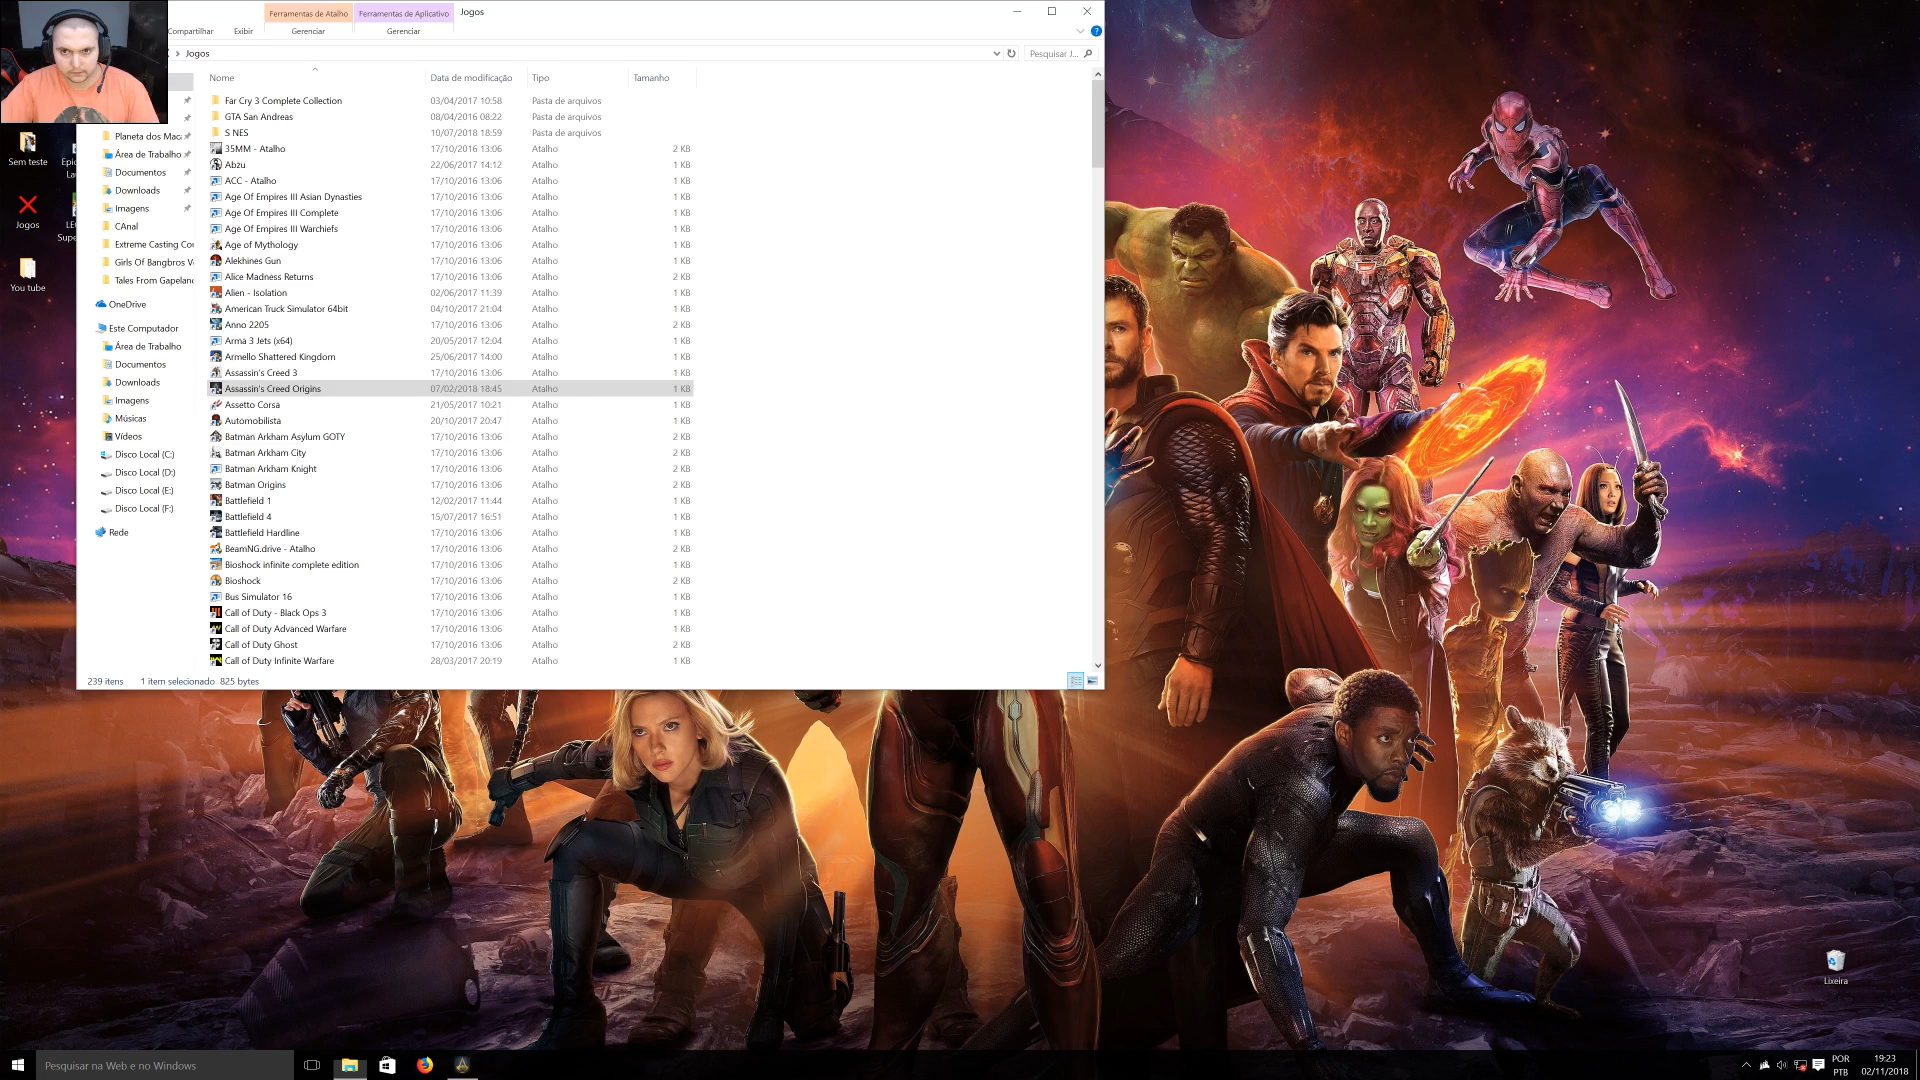 Ferramentas de Atalho Ferramentas de Aplicativo Jogos
Compartilhar Exibir Gerenciar Gerenciar
Jogos Pesquisar J...
Nome Data de modificação Tipo Tamanho
Far Cry 3 Complete Collection 03/04/2017 10:58 Pasta de arquivos
GTA San Andreas 08/04/2016 08:22 Pasta de arquivos
S NES 10/07/2018 18:59 Pasta de arquivos
35MM - Atalho 17/10/2016 13:06 Atalho 2 KB
Abzu 22/06/2017 14:12 Atalho 1 KB
ACC - Atalho 17/10/2016 13:06 Atalho 1 KB
Age Of Empires III Asian Dynasties 17/10/2016 13:06 Atalho 1 KB
Age Of Empires III Complete 17/10/2016 13:06 Atalho 1 KB
Age Of Empires III Warchiefs 17/10/2016 13:06 Atalho 1 KB
Age of Mythology 17/10/2016 13:06 Atalho 1 KB
Alekhines Gun 17/10/2016 13:06 Atalho 1 KB
Alice Madness Returns 17/10/2016 13:06 Atalho 2 KB
Alien - Isolation 02/06/2017 11:39 Atalho 1 KB
American Truck Simulator 64bit 04/10/2017 21:04 Atalho 1 KB
Anno 2205 17/10/2016 13:06 Atalho 2 KB
Arma 3 Jets (x64) 20/05/2017 12:04 Atalho 1 KB
Armello Shattered Kingdom 25/06/2017 14:00 Atalho 1 KB
Assassin's Creed 3 17/10/2016 13:06 Atalho 1 KB
Assassin's Creed Origins 07/02/2018 18:45 Atalho 1 KB
Assetto Corsa 21/05/2017 10:21 Atalho 1 KB
Automobilista 20/10/2017 20:47 Atalho 1 KB
Batman Arkham Asylum GOTY 17/10/2016 13:06 Atalho 2 KB
Batman Arkham City 17/10/2016 13:06 Atalho 2 KB
Batman Arkham Knight 17/10/2016 13:06 Atalho 2 KB
Batman Origins 17/10/2016 13:06 Atalho 2 KB
Battlefield 1 12/02/2017 11:44 Atalho 1 KB
Battlefield 4 15/07/2017 16:51 Atalho 1 KB
Battlefield Hardline 17/10/2016 13:06 Atalho 1 KB
BeamNG.drive - Atalho 17/10/2016 13:06 Atalho 2 KB
Bioshock infinite complete edition 17/10/2016 13:06 Atalho 1 KB
Bioshock 17/10/2016 13:06 Atalho 2 KB
Bus Simulator 16 17/10/2016 13:06 Atalho 1 KB
Call of Duty - Black Ops 3 17/10/2016 13:06 Atalho 1 KB
Call of Duty Advanced Warfare 17/10/2016 13:06 Atalho 1 KB
Call of Duty Ghost 17/10/2016 13:06 Atalho 2 KB
Call of Duty Infinite Warfare 28/03/2017 20:19 Atalho 1 KB
Planeta dos Mac
Área de Trabalho
Documentos
Downloads
Imagens
CAnal
Extreme Casting Cou
Girls Of Bangbros V
Tales From Gapeland
OneDrive
Este Computador
Área de Trabalho
Documentos
Downloads
Imagens
Músicas
Vídeos
Disco Local (C:)
Disco Local (D:)
Disco Local (E:)
Disco Local (F:)
Rede
239 itens 1 item selecionado 825 bytes
Sem teste
Epic
Lau
Jogos
LE
Supe
You tube
Lixeira
Pesquisar na Web e no Windows
POR
PTB
19:23
02/11/2018